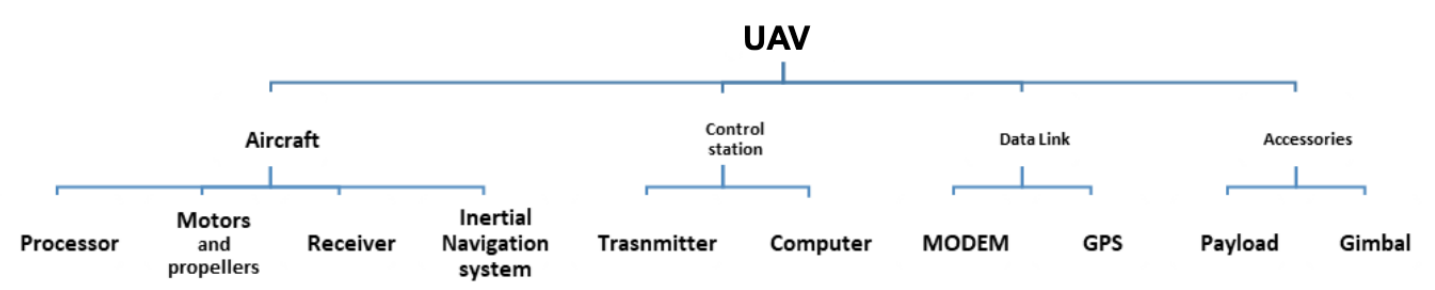 UAV
Aircraft
Control
station
Data Link
Accessories
Processor
Motors
and
propellers
Receiver
Inertial
Navigation
system
Trasnmitter
Computer
MODEM
GPS
Payload
Gimbal